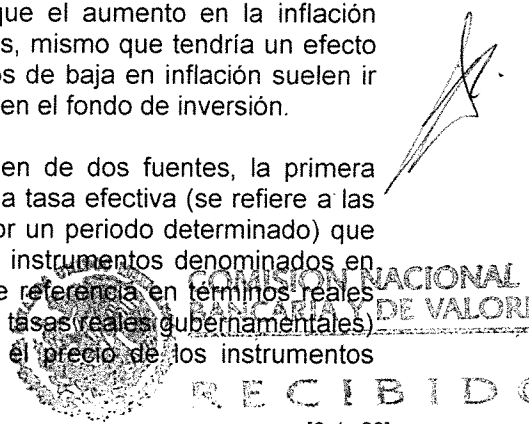 que el aumento en la inflación
s, mismo que tendría un efecto
os de baja en inflación suelen ir
en el fondo de inversión.
en de dos fuentes, la primera
a tasa efectiva (se refiere a las
or un periodo determinado) que
instrumentos denominados en
e referencia en términos reales
tasas reales gubernamentales)
el precio de los instrumentos
COMISION NACIONAL
BANCARIA Y DE VALOR
RECIBIDO